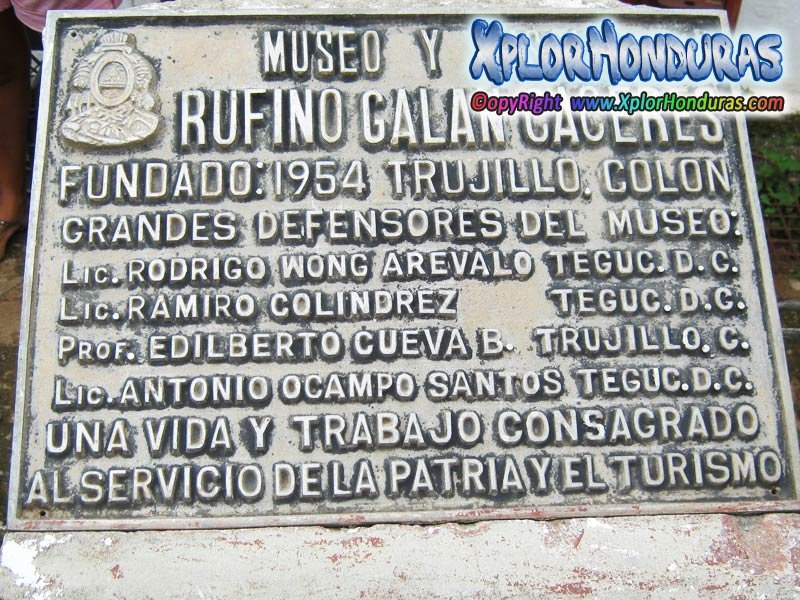 MUSEO Y
XPLORHONDURAS
©opyRight www.XplorHonduras.com
RUFINO GALAN CACERES
FUNDADO: 1954 TRUJILLO. COLON
GRANDES DEFENSORES DEL MUSEO:
LIC. RODRIGO WONG AREVALO TEGUC. D.C.
LIC. RAMIRO COLINDREZ TEGUC. D.C.
PROF. EDILBERTO CUEVA B. TRUJILLO. C.
LIC. ANTONIO OCAMPO SANTOS TEGUC. D.C.
UNA VIDA Y TRABAJO CONSAGRADO
AL SERVICIO DE LA PATRIA Y EL TURISMO